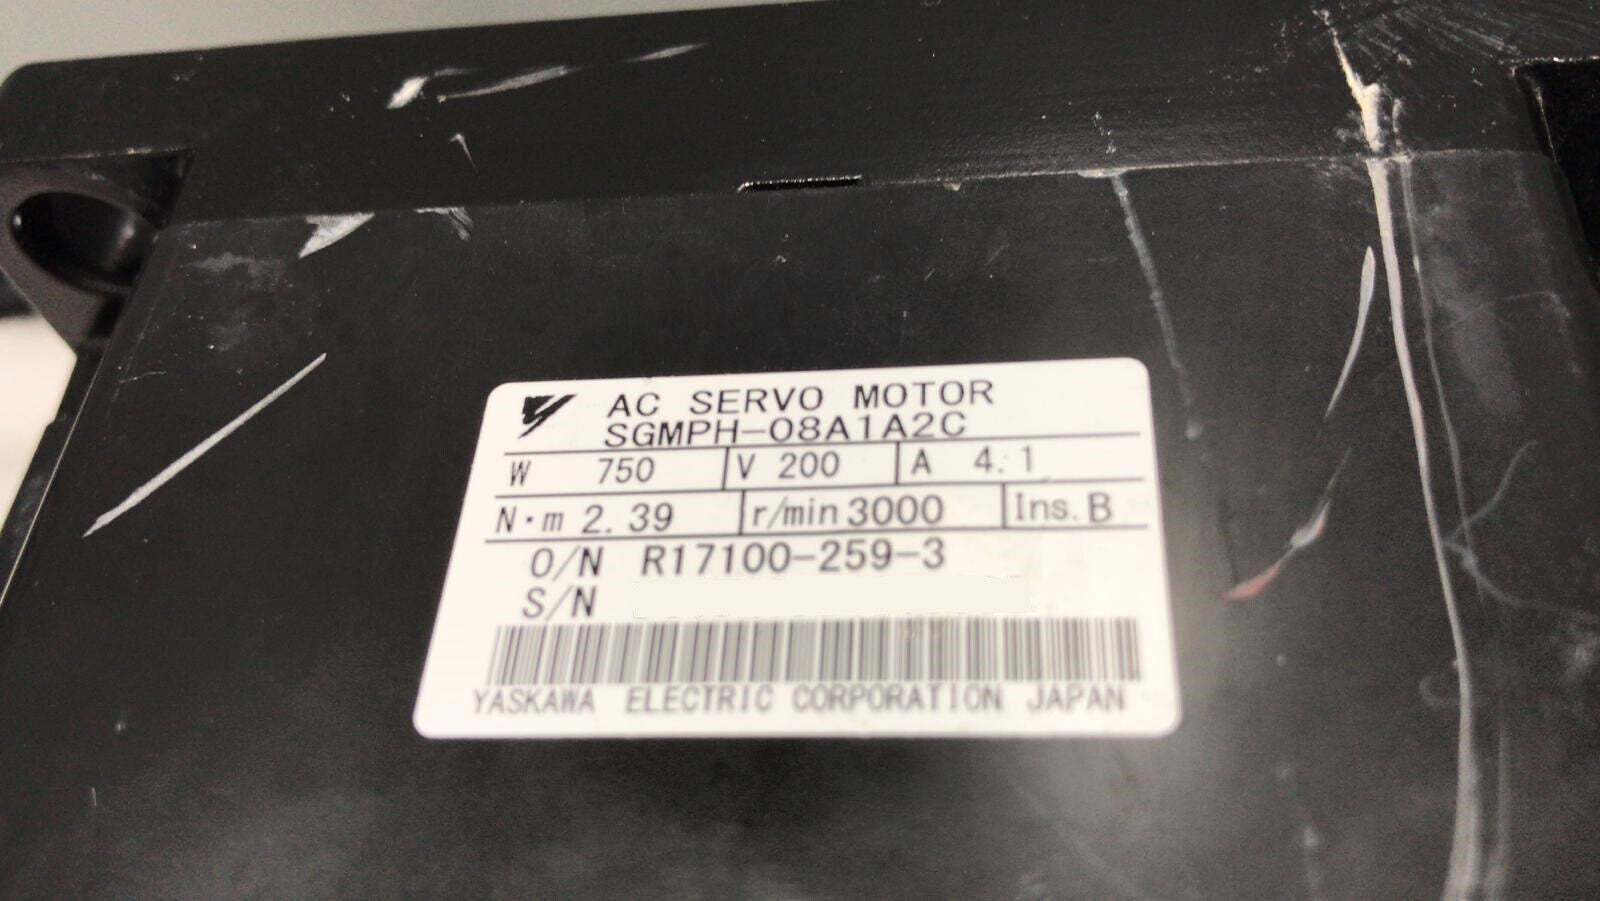 AC SERVO MOTOR
SGMPH-08A1A2C
W 750 V 200 A 4.1
N·m 2.39 r/min 3000 Ins. B
O/N R17100-259-3
S/N
YASKAWA ELECTRIC CORPORATION JAPAN